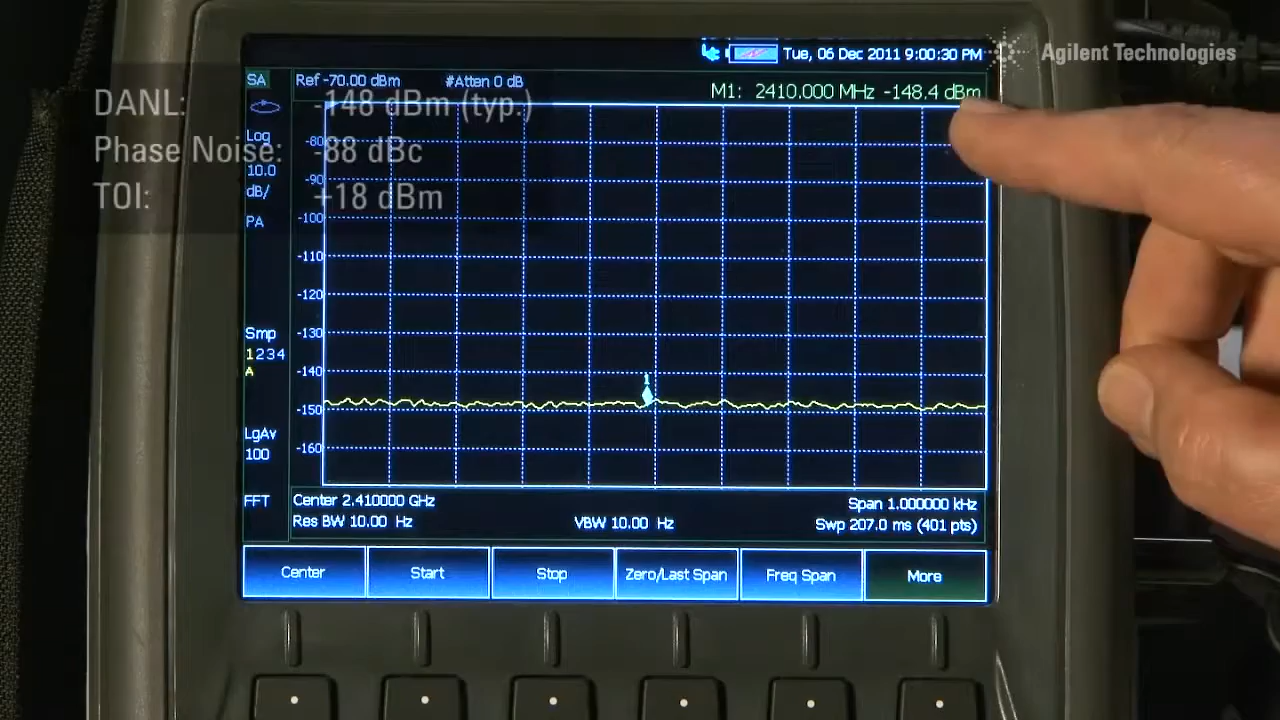 Tue, 06 Dec 2011 9:00:30 PM
Agilent Technologies
SA
Ref -70.00 dBm
#Atten 0 dB
M1: 2410.000 MHz -148.4 dBm
DANL: -148 dBm (typ.)
Phase Noise: -88 dBc
TOI: +18 dBm
Log
10.0
dB/
PA
-80
-90
-100
-110
-120
-130
-140
-150
-160
1
Smp
1234
A
LgAv
100
FFT
Center 2.410000 GHz
Span 1.000000 kHz
Res BW 10.00 Hz
VBW 10.00 Hz
Swp 207.0 ms (401 pts)
Center
Start
Stop
Zero/Last Span
Freq Span
More